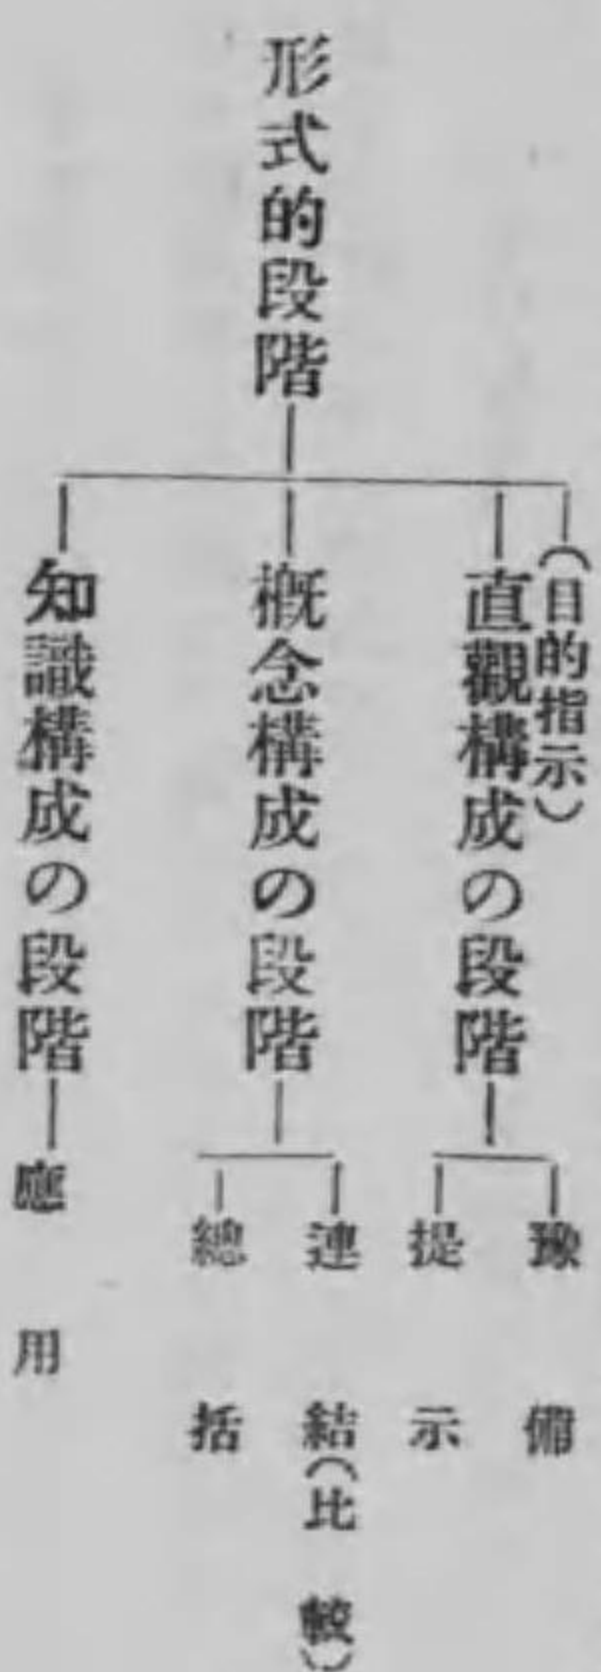 形式的段階
(目的指示)
直觀構成の段階
豫備
提示
概念構成の段階
連結(比較)
總括
知識構成の段階
應用